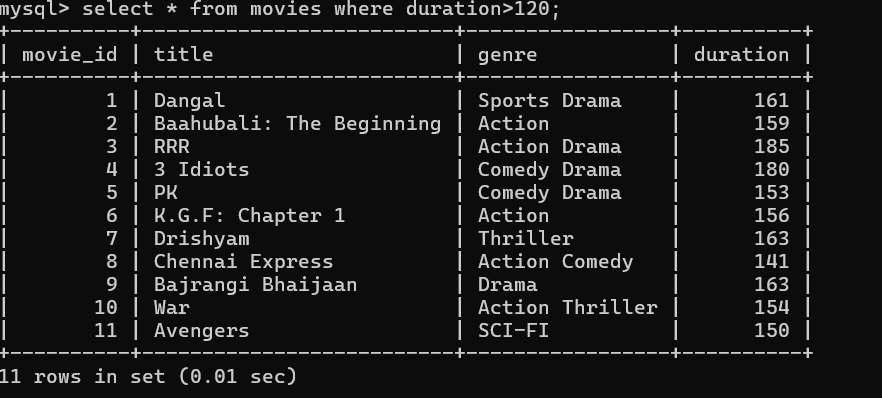 mysql> select * from movies where duration>120;
+----------+--------------------------+-----------------+----------+
| movie_id | title                    | genre           | duration |
+----------+--------------------------+-----------------+----------+
|        1 | Dangal                   | Sports Drama    |      161 |
|        2 | Baahubali: The Beginning | Action          |      159 |
|        3 | RRR                      | Action Drama    |      185 |
|        4 | 3 Idiots                 | Comedy Drama    |      180 |
|        5 | PK                       | Comedy Drama    |      153 |
|        6 | K.G.F: Chapter 1         | Action          |      156 |
|        7 | Drishyam                 | Thriller        |      163 |
|        8 | Chennai Express          | Action Comedy   |      141 |
|        9 | Bajrangi Bhaijaan        | Drama           |      163 |
|       10 | War                      | Action Thriller |      154 |
|       11 | Avengers                 | SCI-FI          |      150 |
+----------+--------------------------+-----------------+----------+
11 rows in set (0.01 sec)